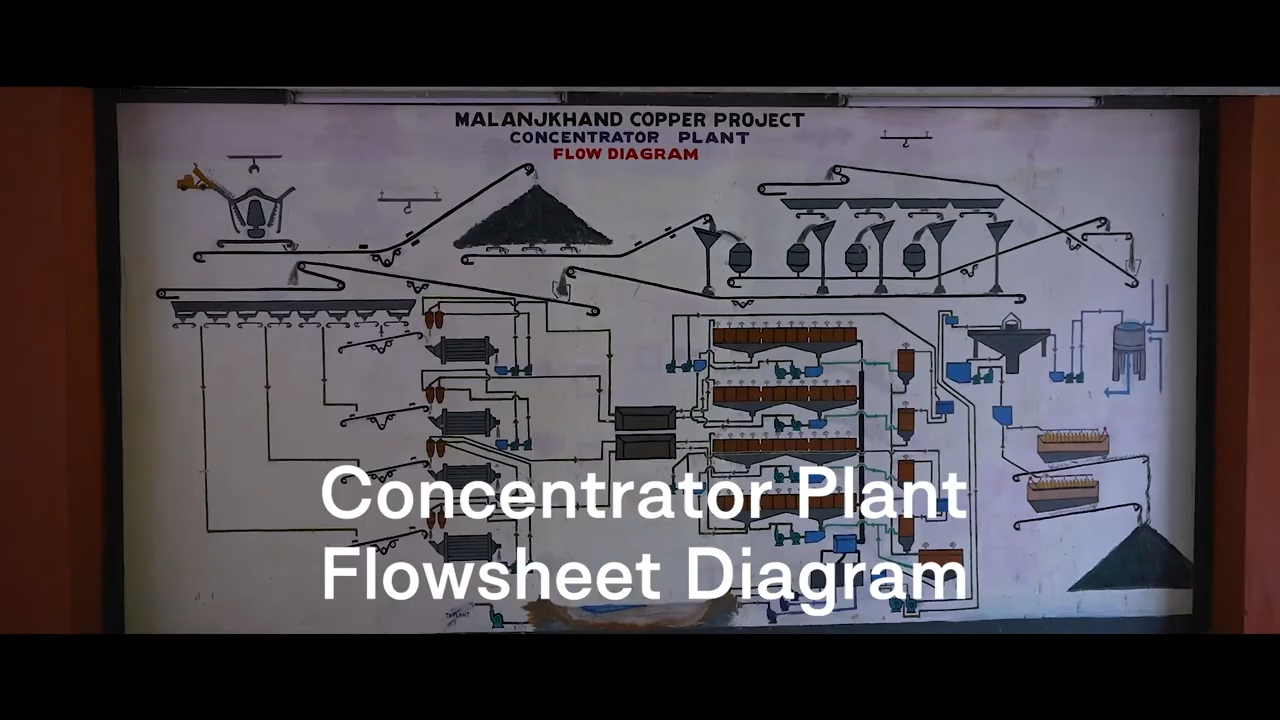 MALANJKHAND COPPER PROJECT
CONCENTRATOR PLANT
FLOW DIAGRAM
Concentrator Plant
Flowsheet Diagram